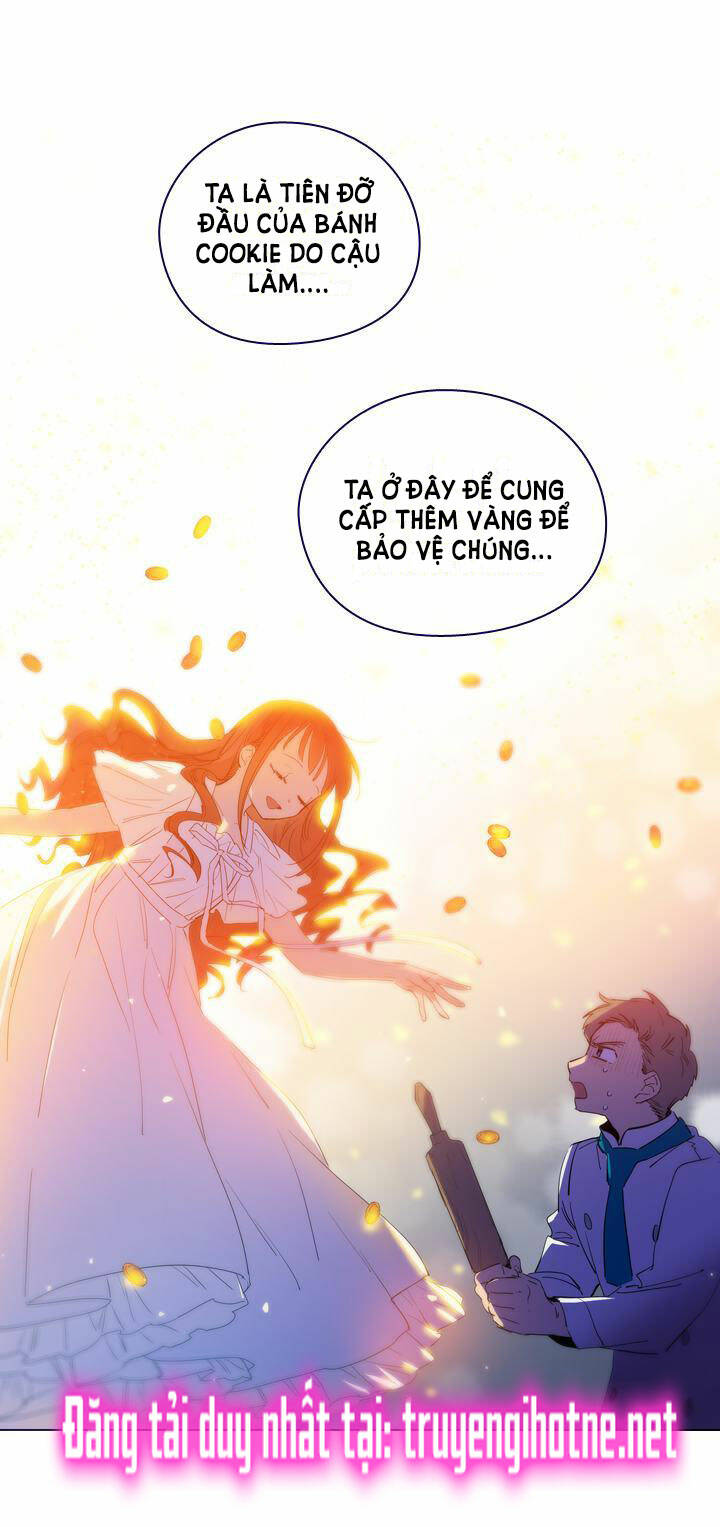 TA LÀ TIÊN ĐỠ
ĐẦU CỦA BÁNH
COOKIE DO CẬU
LÀM....
TA Ở ĐÂY ĐỂ CUNG
CẤP THÊM VÀNG ĐỂ
BẢO VỆ CHÚNG...
Đăng tải duy nhất tại: truyengihotne.net